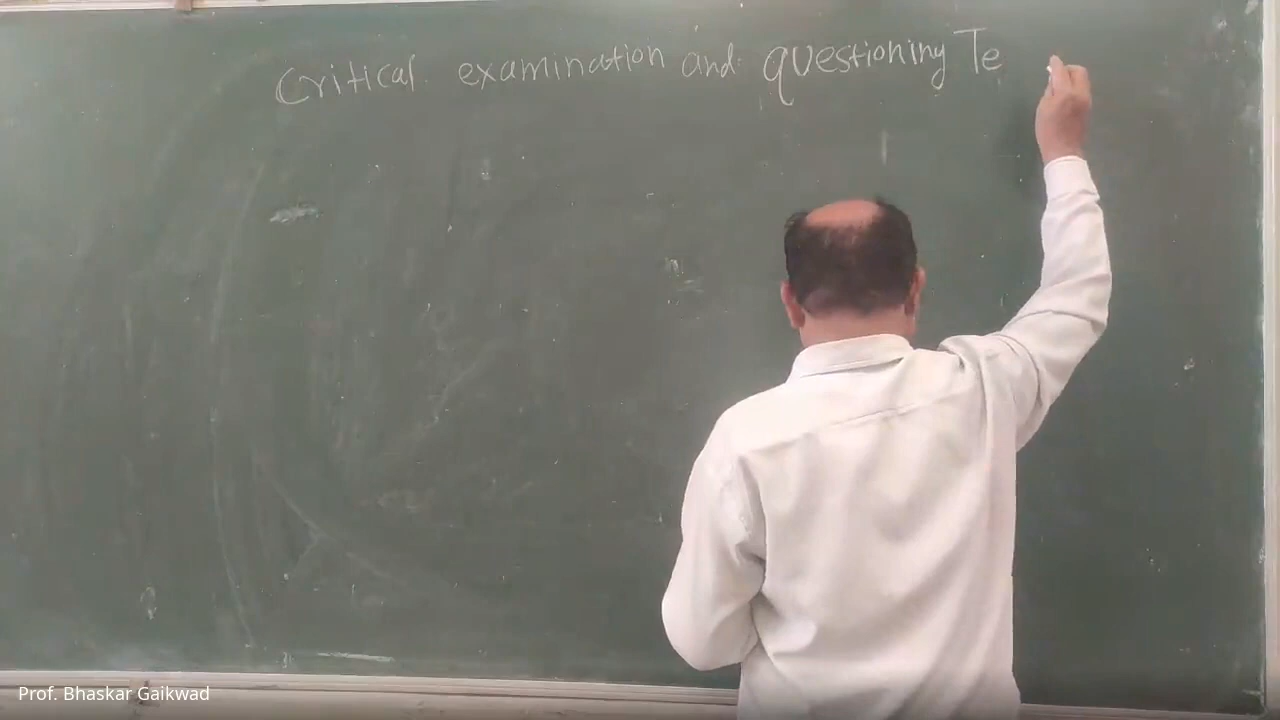 Critical examination and questioning Te
Prof. Bhaskar Gaikwad